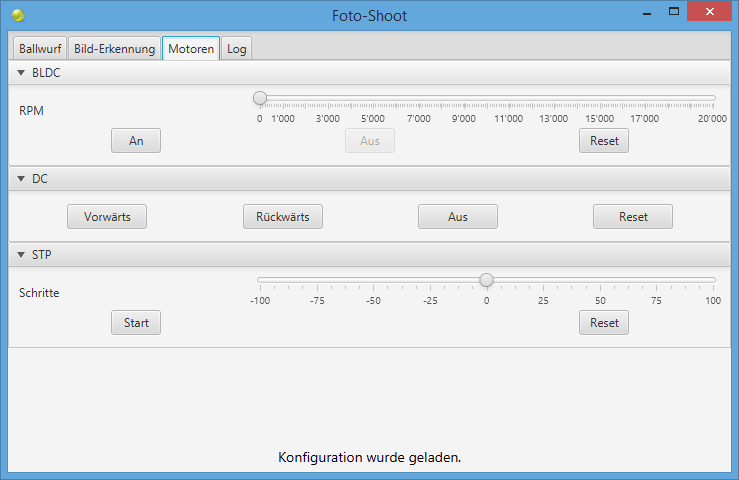 Foto-Shoot
Ballwurf Bild-Erkennung Motoren Log
BLDC
RPM
0 1'000 3'000 5'000 7'000 9'000 11'000 13'000 15'000 17'000 20'000
An Aus Reset
DC
Vorwärts Rückwärts Aus Reset
STP
Schritte
-100 -75 -50 -25 0 25 50 75 100
Start Reset
Konfiguration wurde geladen.